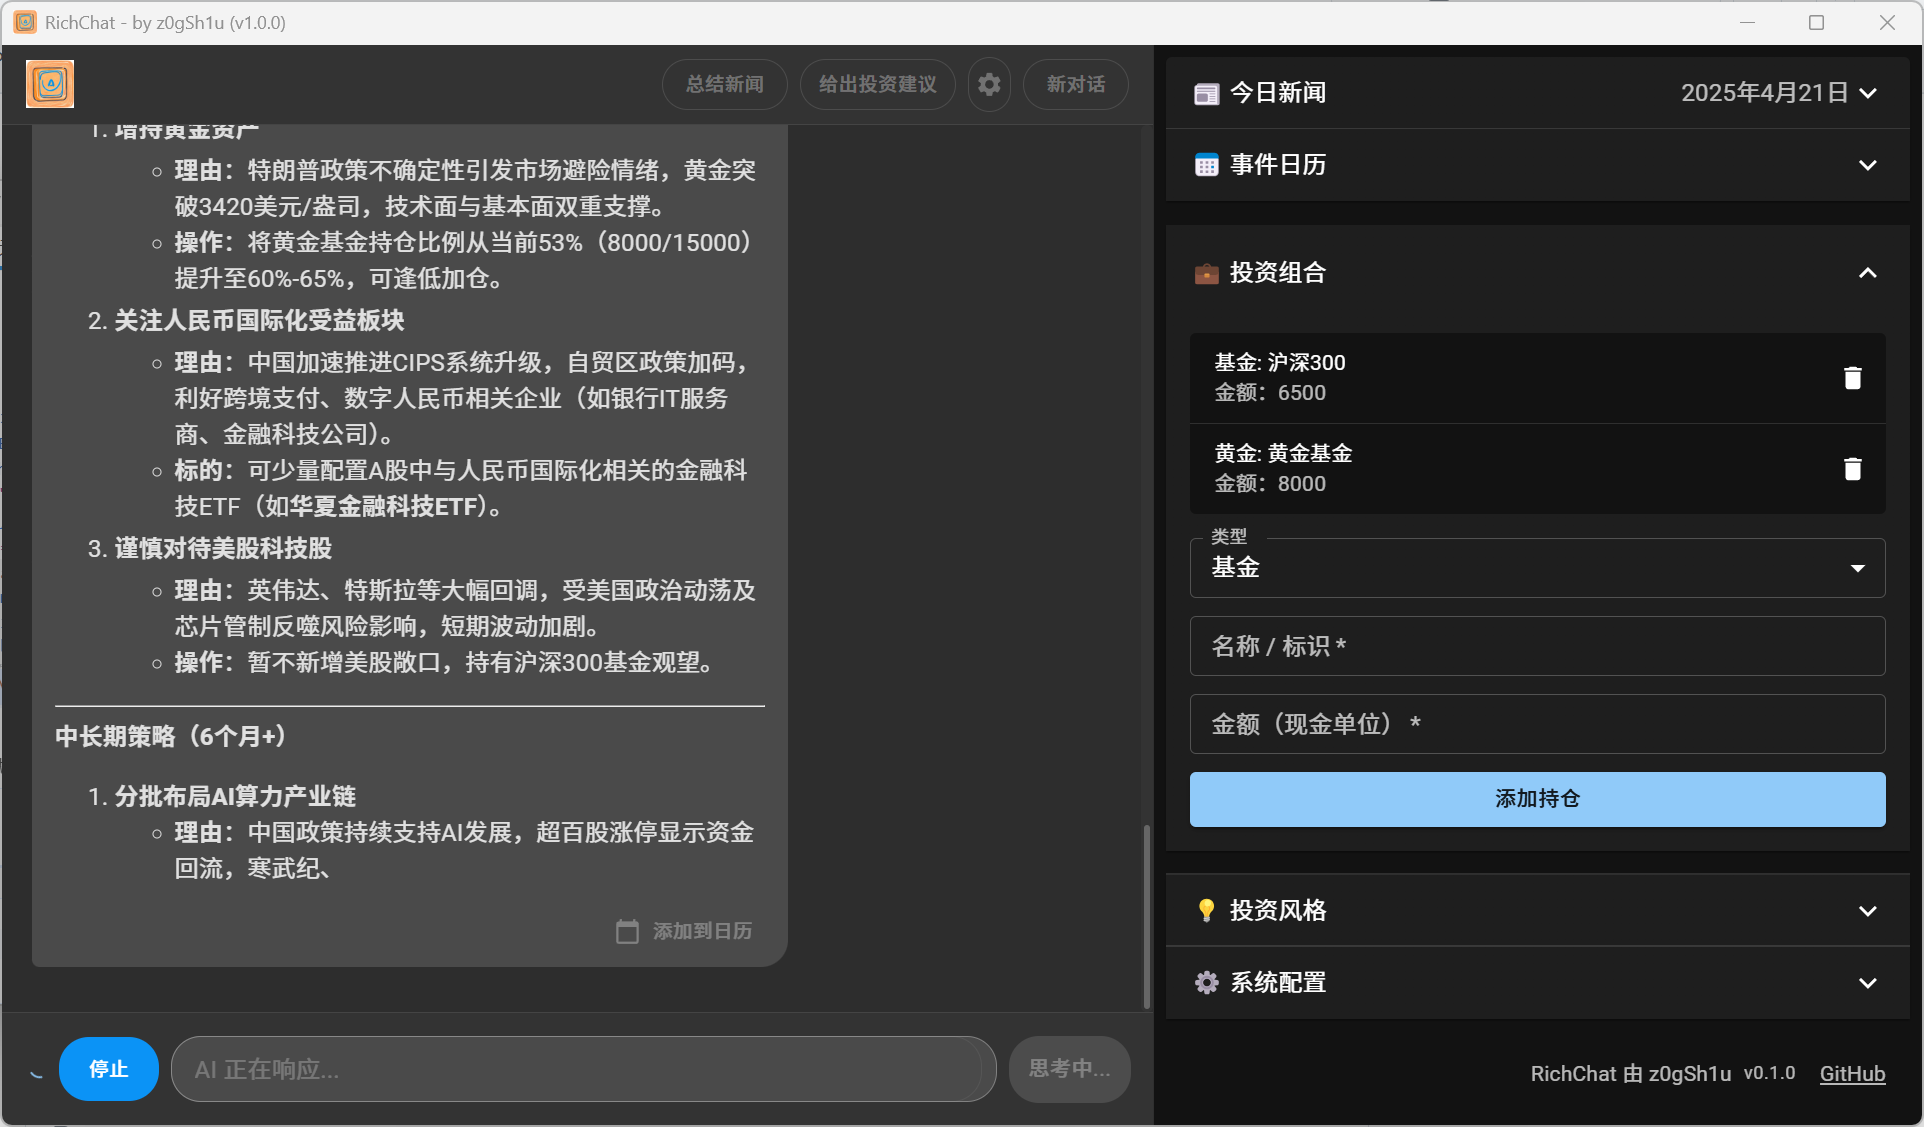 RichChat - by z0gSh1u (v1.0.0)
总结新闻
给出投资建议
新对话
1. 增持黄金资产
理由：特朗普政策不确定性引发市场避险情绪，黄金突
破3420美元/盎司，技术面与基本面双重支撑。
操作：将黄金基金持仓比例从当前53%（8000/15000）
提升至60%-65%，可逢低加仓。
2. 关注人民币国际化受益板块
理由：中国加速推进CIPS系统升级，自贸区政策加码，
利好跨境支付、数字人民币相关企业（如银行IT服务
商、金融科技公司）。
标的：可少量配置A股中与人民币国际化相关的金融科
技ETF（如华夏金融科技ETF）。
3. 谨慎对待美股科技股
理由：英伟达、特斯拉等大幅回调，受美国政治动荡及
芯片管制反噬风险影响，短期波动加剧。
操作：暂不新增美股敞口，持有沪深300基金观望。
中长期策略（6个月+）
1. 分批布局AI算力产业链
理由：中国政策持续支持AI发展，超百股涨停显示资金
回流，寒武纪、
添加到日历
停止
AI 正在响应...
思考中...
今日新闻
2025年4月21日
事件日历
投资组合
基金: 沪深300
金额：6500
黄金: 黄金基金
金额：8000
类型
基金
名称 / 标识 *
金额（现金单位） *
添加持仓
投资风格
系统配置
RichChat 由 z0gSh1u v0.1.0 GitHub